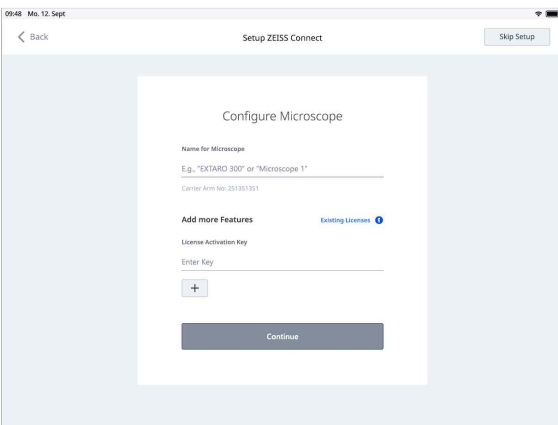 09:48 Mo. 12. Sept
Back
Setup ZEISS Connect
Skip Setup
Configure Microscope
Name for Microscope
E.g., "EXTARO 300" or "Microscope 1"
Carrier Arm No: 251351351
Add more Features
Existing Licenses
License Activation Key
Enter Key
+
Continue